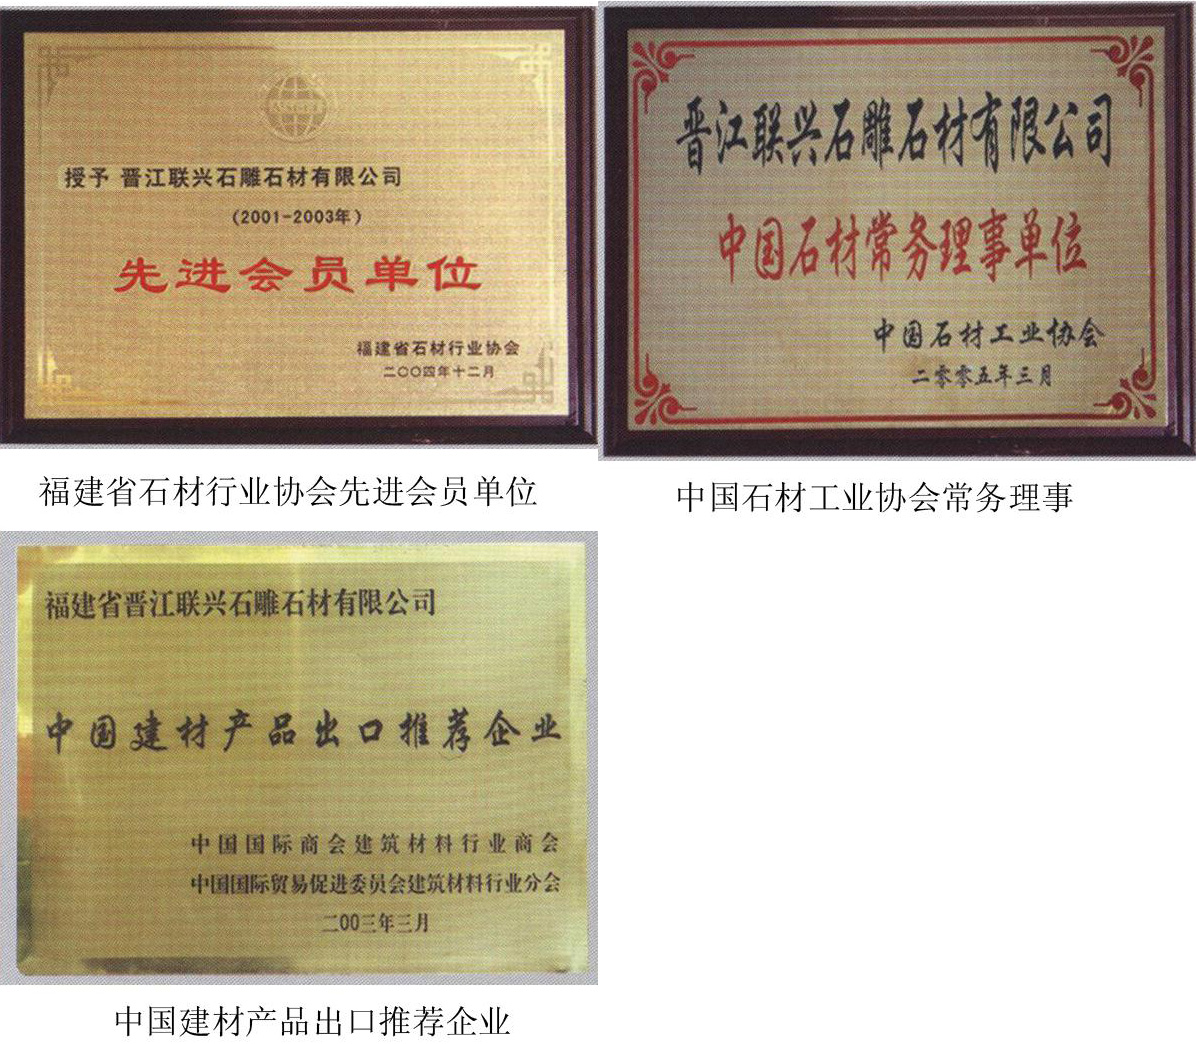 授予 晋江联兴石雕石材有限公司
(2001-2003年)
先进会员单位
福建省石材行业协会
二〇〇四年十二月
晋江联兴石雕石材有限公司
中国石材常务理事单位
中国石材工业协会
二零零五年三月
福建省石材行业协会先进会员单位
中国石材工业协会常务理事
福建省晋江联兴石雕石材有限公司
中国建材产品出口推荐企业
中国国际商会建筑材料行业商会
中国国际贸易促进委员会建筑材料行业分会
二00三年三月
中国建材产品出口推荐企业